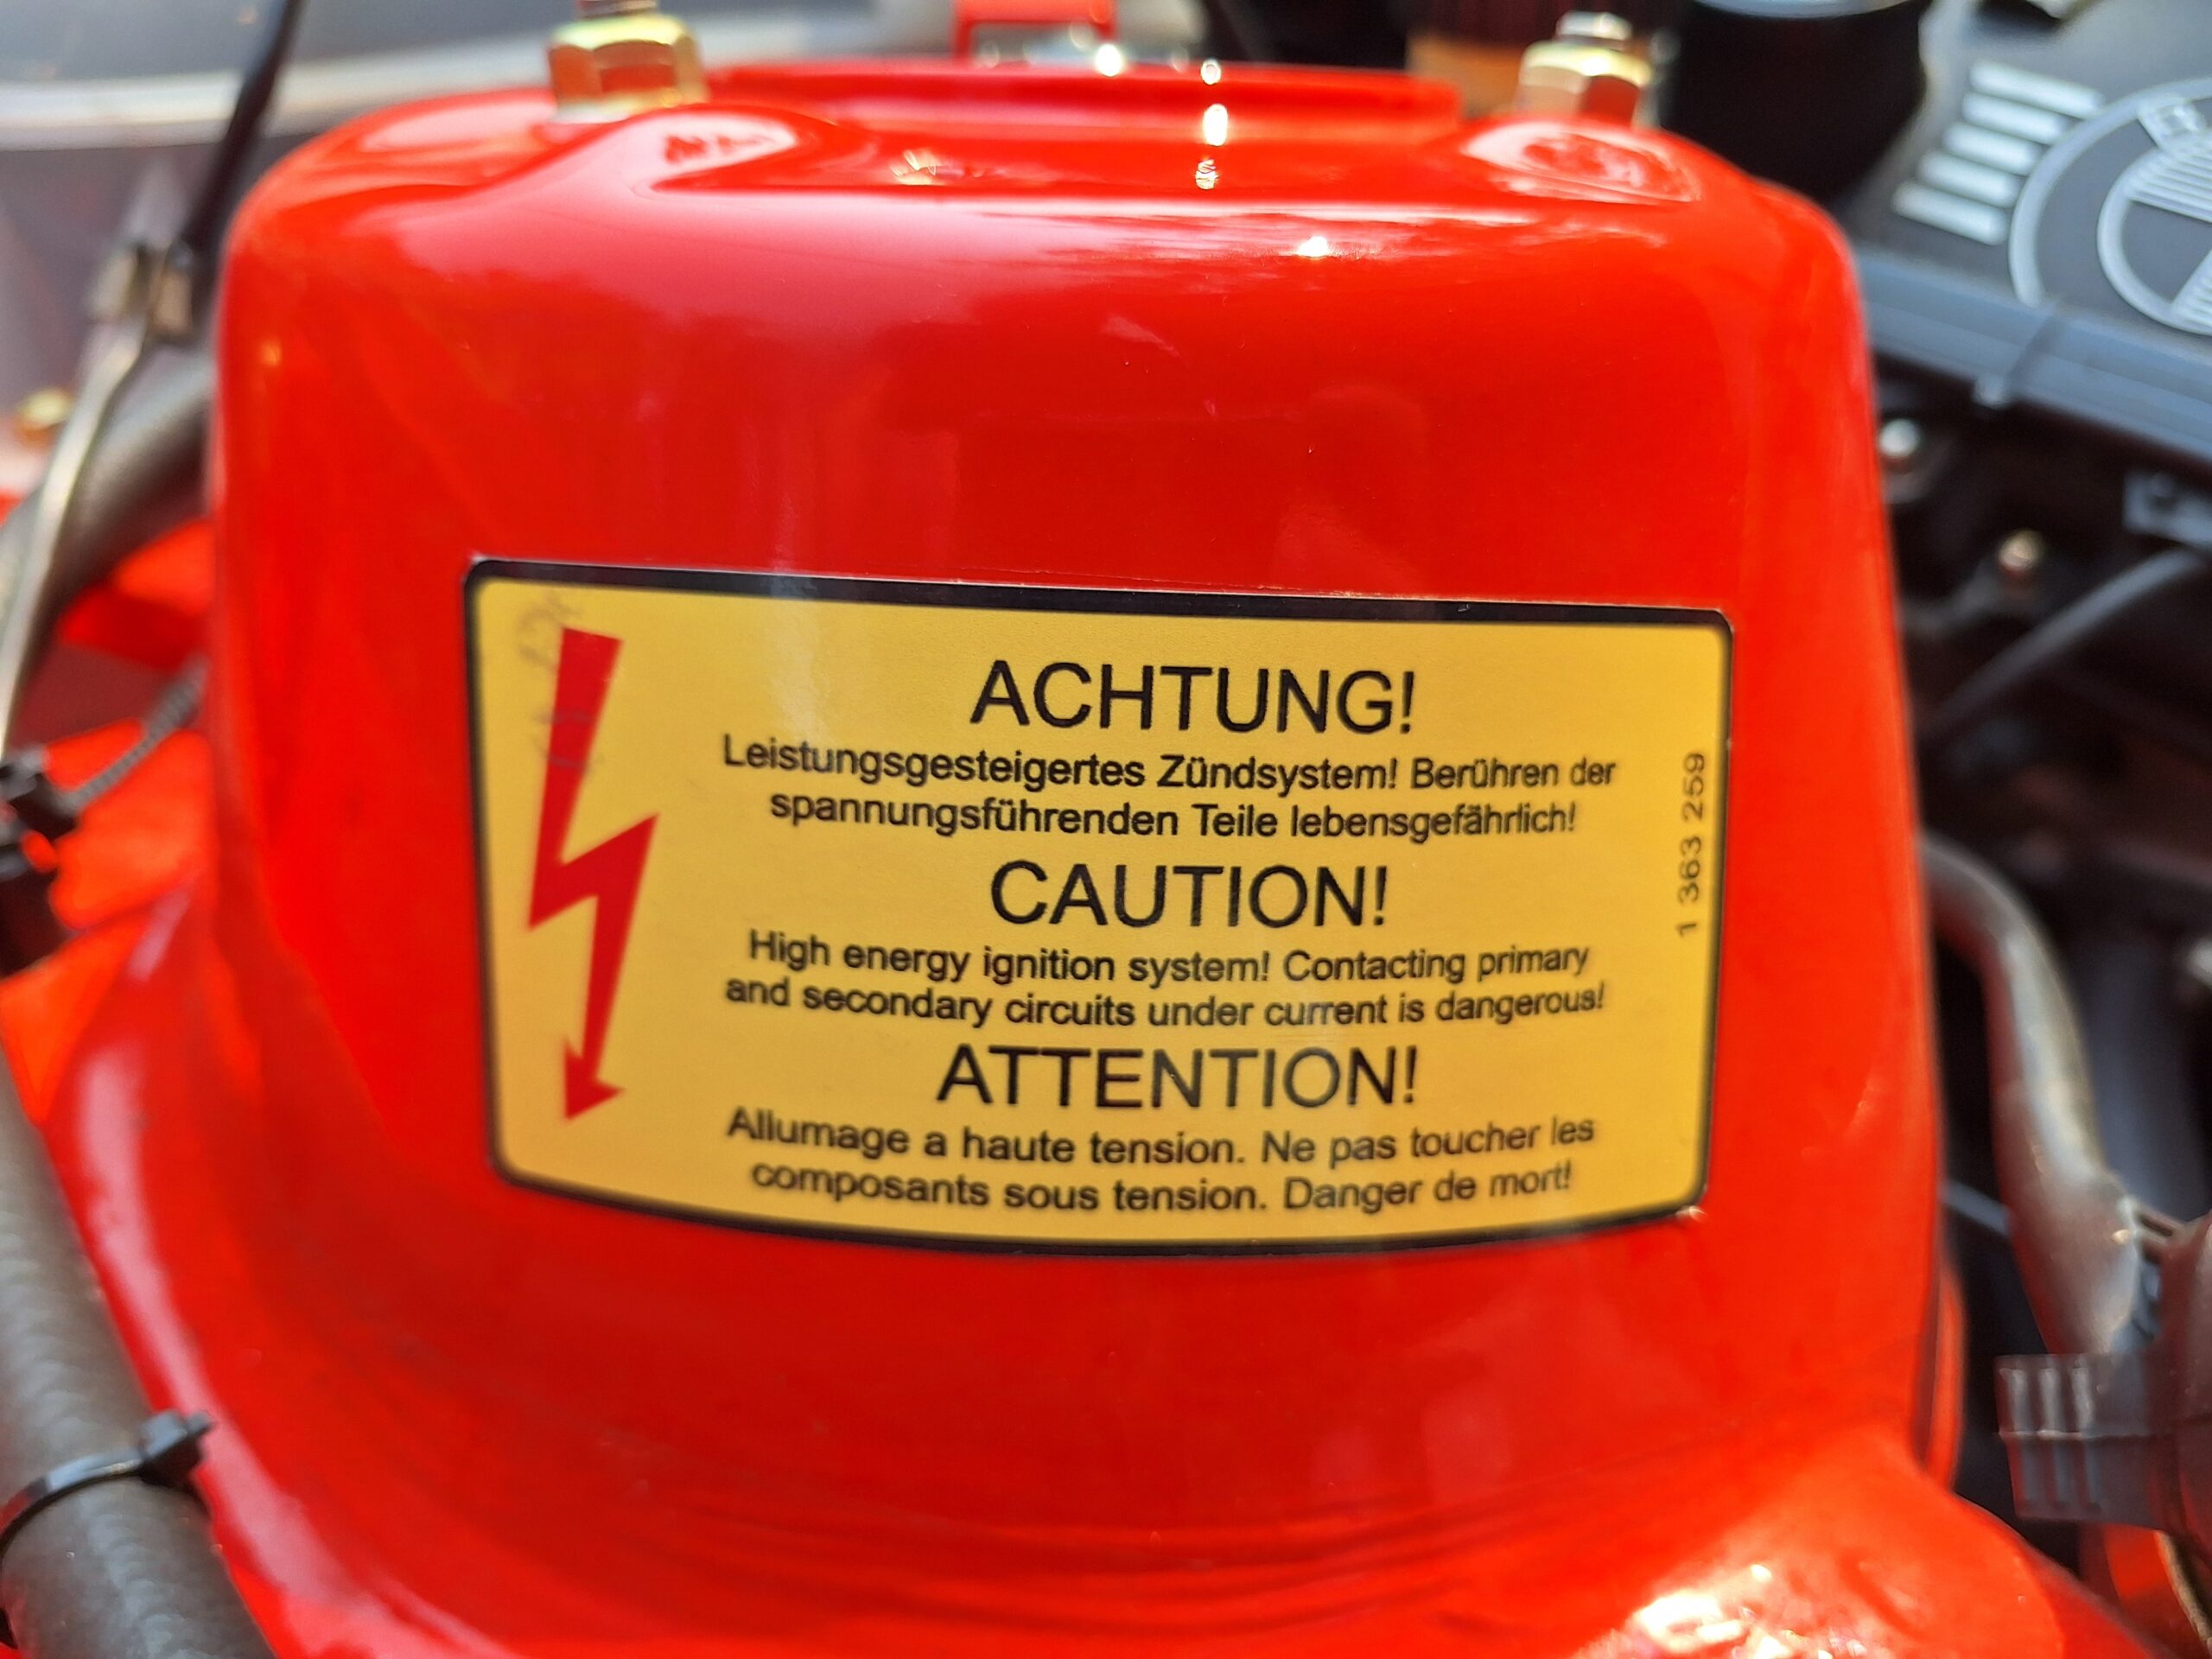 ACHTUNG!
Leistungsgesteigertes Zündsystem! Berühren der
spannungsführenden Teile lebensgefährlich!
CAUTION!
High energy ignition system! Contacting primary
and secondary circuits under current is dangerous!
ATTENTION!
Allumage a haute tension. Ne pas toucher les
composants sous tension. Danger de mort!
1 363 259